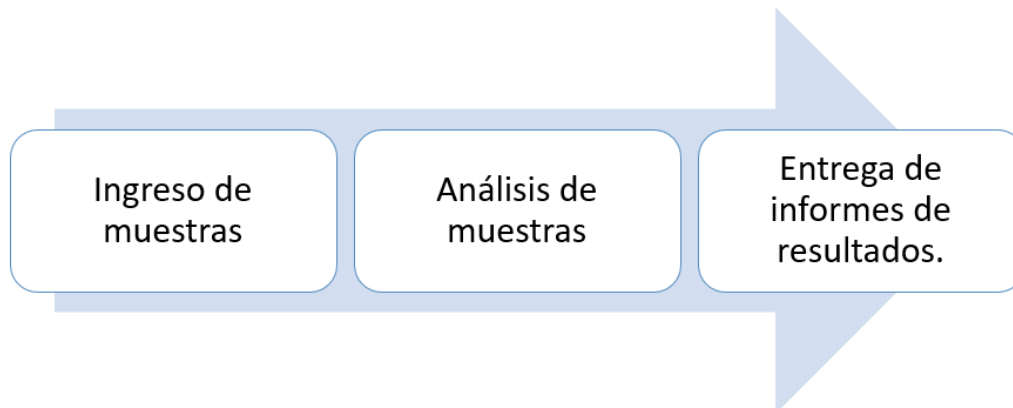 Ingreso de
muestras
Análisis de
muestras
Entrega de
informes de
resultados.